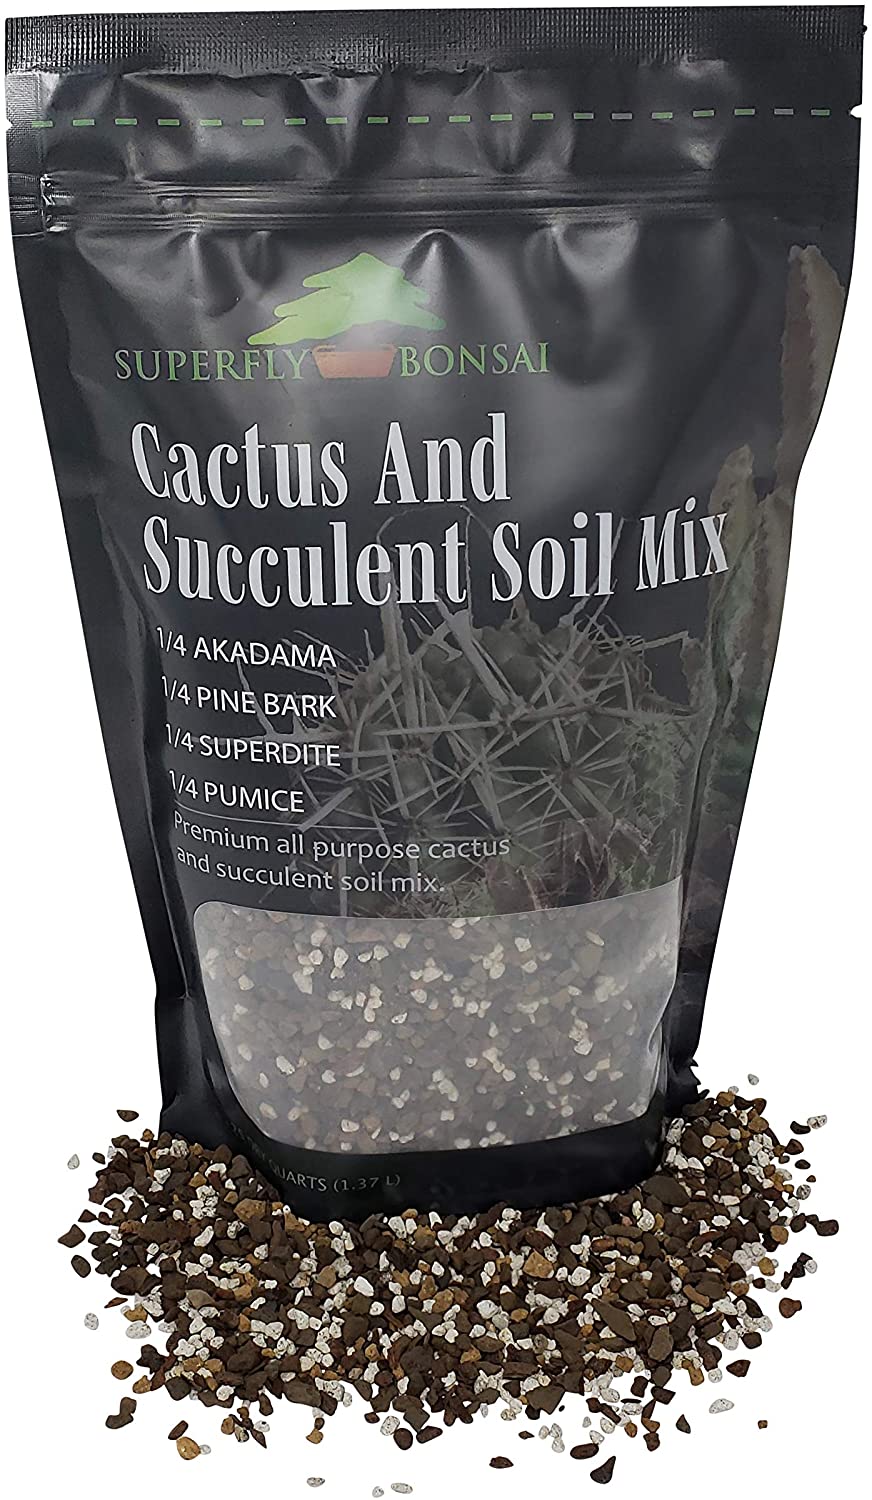 SUPERFLY BONSAI
Cactus And
Succulent Soil Mix
1/4 AKADAMA
1/4 PINE BARK
1/4 SUPERDITE
1/4 PUMICE
Premium all purpose cactus
and succulent soil mix.
QUARTS (1.37 L)